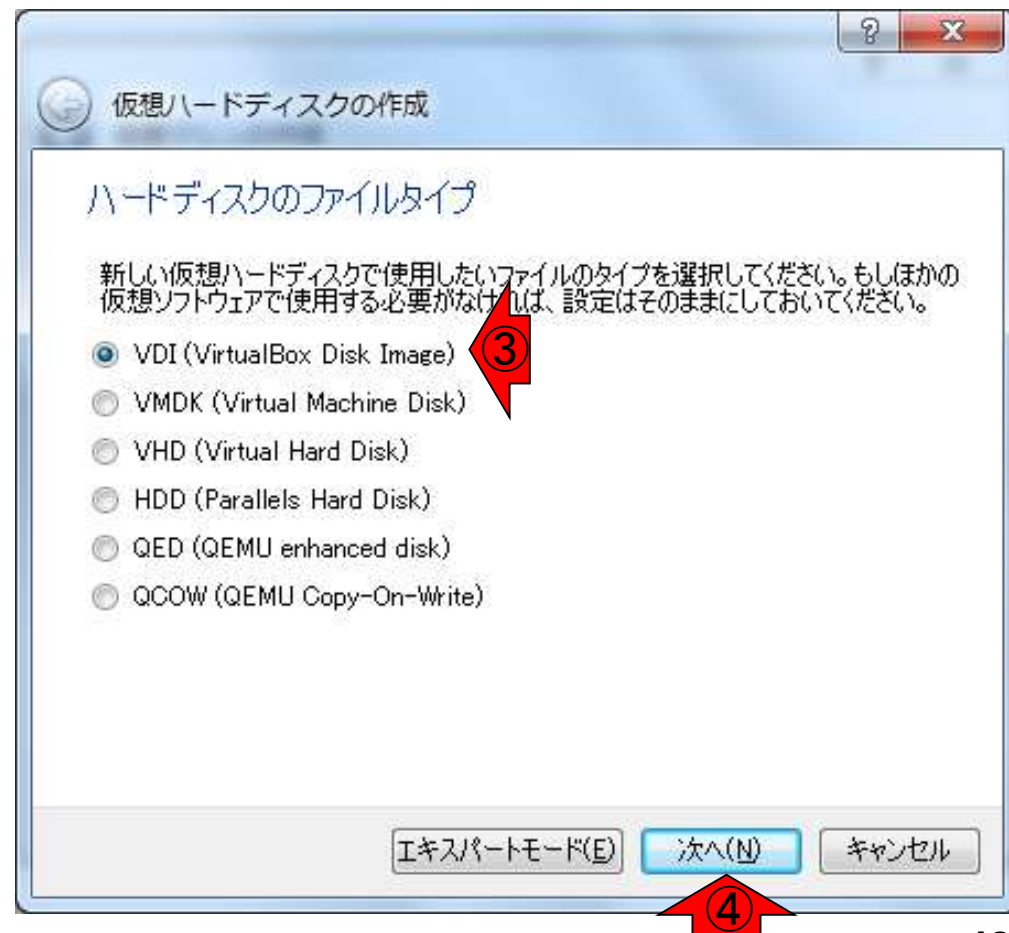 ?
X
仮想ハードディスクの作成
ハードディスクのファイルタイプ
新しい仮想ハードディスクで使用したいファイルのタイプを選択してください。もしほかの
仮想ソフトウェアで使用する必要がなければ、設定はそのままにしておいてください。
VDI (VirtualBox Disk Image)
③
VMDK (Virtual Machine Disk)
VHD (Virtual Hard Disk)
HDD (Parallels Hard Disk)
QED (QEMU enhanced disk)
QCOW (QEMU Copy-On-Write)
エキスパートモード(E)
次へ(N)
キャンセル
④